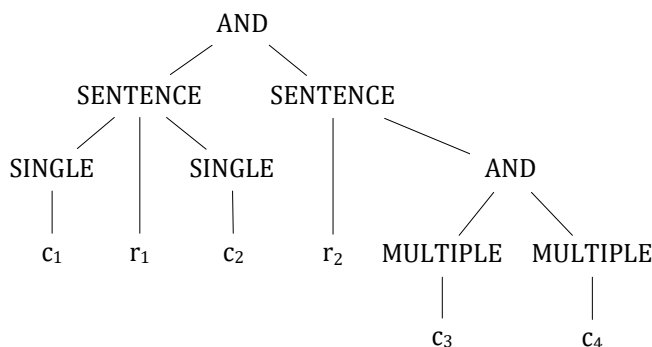 AND
SENTENCE SENTENCE
SINGLE SINGLE AND
c₁ r₁ c₂ r₂ MULTIPLE MULTIPLE
c₃ c₄